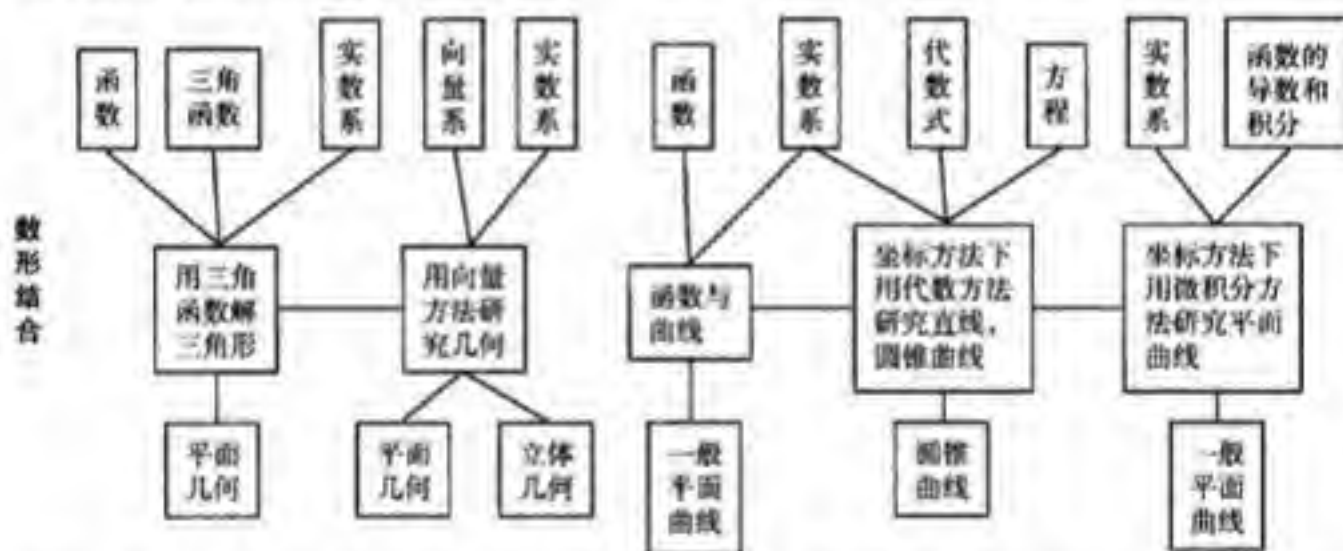 函数
三角
函数
实数系
向量系
实数系
函数
实数系
代数式
方程
实数系
函数的
导数和
积分
数形结合
用三角
函数解
三角形
用向量
方法研
究几何
函数与
曲线
坐标方法下
用代数方法
研究直线，
圆锥曲线
坐标方法下
用微积分方
法研究平面
曲线
平面
几何
平面
几何
立体
几何
一般
平面
曲线
圆锥
曲线
一般
平面
曲线